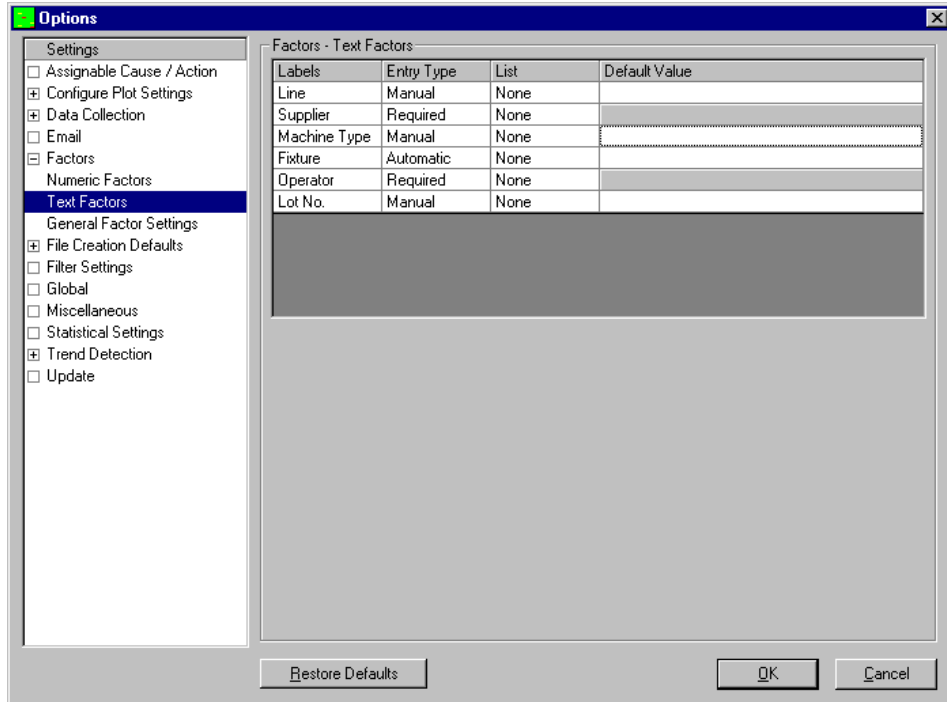 Options
Settings
Assignable Cause / Action
Configure Plot Settings
Data Collection
Email
Factors
Numeric Factors
Text Factors
General Factor Settings
File Creation Defaults
Filter Settings
Global
Miscellaneous
Statistical Settings
Trend Detection
Update
Factors - Text Factors
Labels Entry Type List Default Value
Line Manual None
Supplier Required None
Machine Type Manual None
Fixture Automatic None
Operator Required None
Lot No. Manual None
Restore Defaults OK Cancel